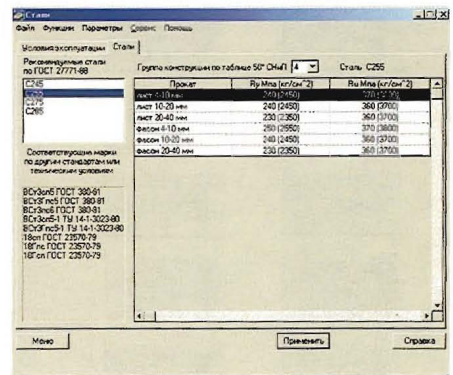 Стали
Файл Функции Параметры Сервис Помощь
Условия эксплуатации Стали
Рекомендуемые стали
по ГОСТ 27771-88
Группа конструкции по таблице 50* СНиП 4 Сталь С255
С245
С275
С285
Прокат Ry Мпа (кг/см^2) Ru Мпа (кг/см^2)
лист 4-10 мм
лист 10-20 мм 240 (2450) 360 (3700)
лист 20-40 мм 230 (2350) 360 (3700)
фасон 4-10 мм 250 (2550) 370 (3800)
фасон 10-20 мм 240 (2450) 360 (3700)
фасон 20-40 мм 230 (2350) 360 (3700)
Соответствующие марки
по другим стандартам или
техническим условиям
ВСт3сп5 ГОСТ 380-81
ВСт3Гпс5 ГОСТ 380-81
ВСт3пс6 ГОСТ 380-81
ВСт3сп5-1 ТУ 14-1-3023-80
ВСт3Гпс5-1 ТУ 14-1-3023-80
18сп ГОСТ 23570-79
18Гпс ГОСТ 23570-79
18Гсп ГОСТ 23570-79
Меню Применить Справка